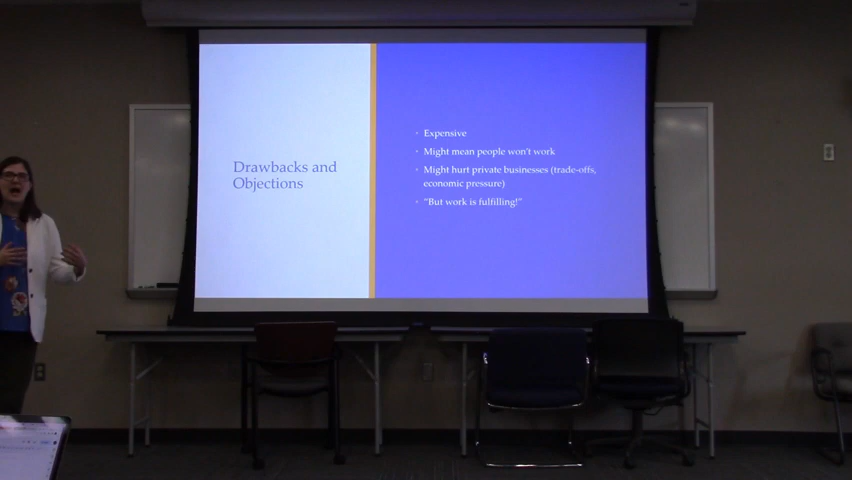 Drawbacks and
Objections
Expensive
Might mean people won't work
Might hurt private businesses (trade-offs,
economic pressure)
"But work is fulfilling!"